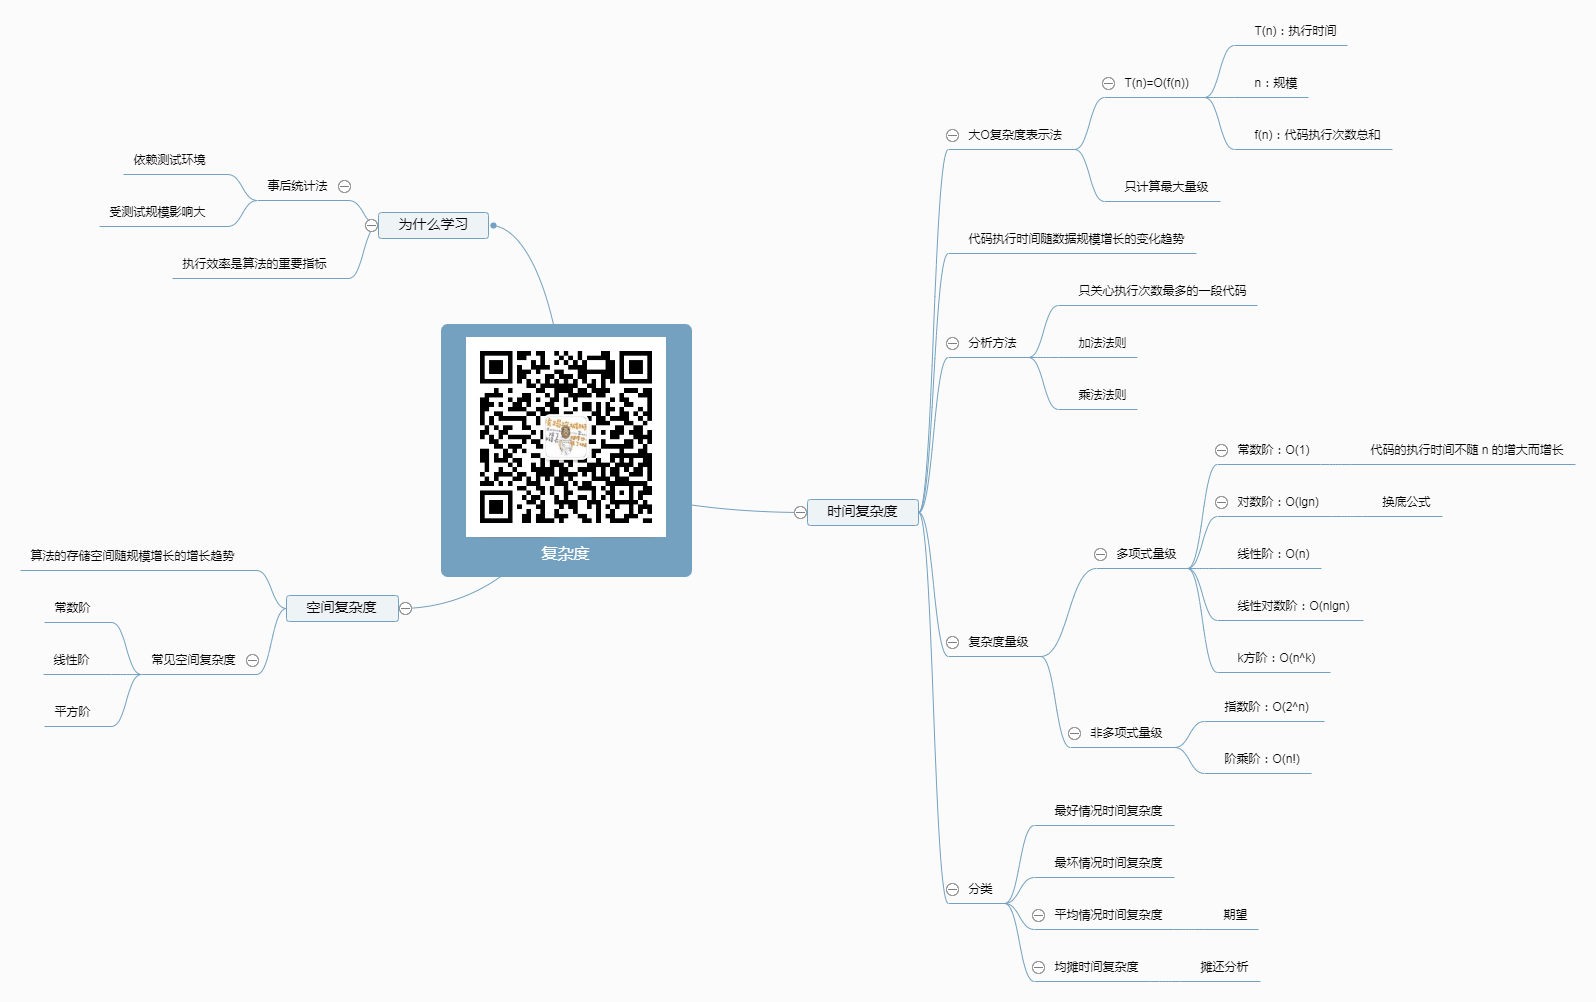 复杂度
为什么学习
事后统计法
依赖测试环境
受测试规模影响大
执行效率是算法的重要指标
时间复杂度
大O复杂度表示法
T(n)=O(f(n))
T(n)：执行时间
n：规模
f(n)：代码执行次数总和
只计算最大量级
代码执行时间随数据规模增长的变化趋势
分析方法
只关心执行次数最多的一段代码
加法法则
乘法法则
复杂度量级
多项式量级
常数阶：O(1)
代码的执行时间不随 n 的增大而增长
对数阶：O(lgn)
换底公式
线性阶：O(n)
线性对数阶：O(nlgn)
k方阶：O(n^k)
非多项式量级
指数阶：O(2^n)
阶乘阶：O(n!)
分类
最好情况时间复杂度
最坏情况时间复杂度
平均情况时间复杂度
期望
均摊时间复杂度
摊还分析
空间复杂度
算法的存储空间随规模增长的增长趋势
常见空间复杂度
常数阶
线性阶
平方阶